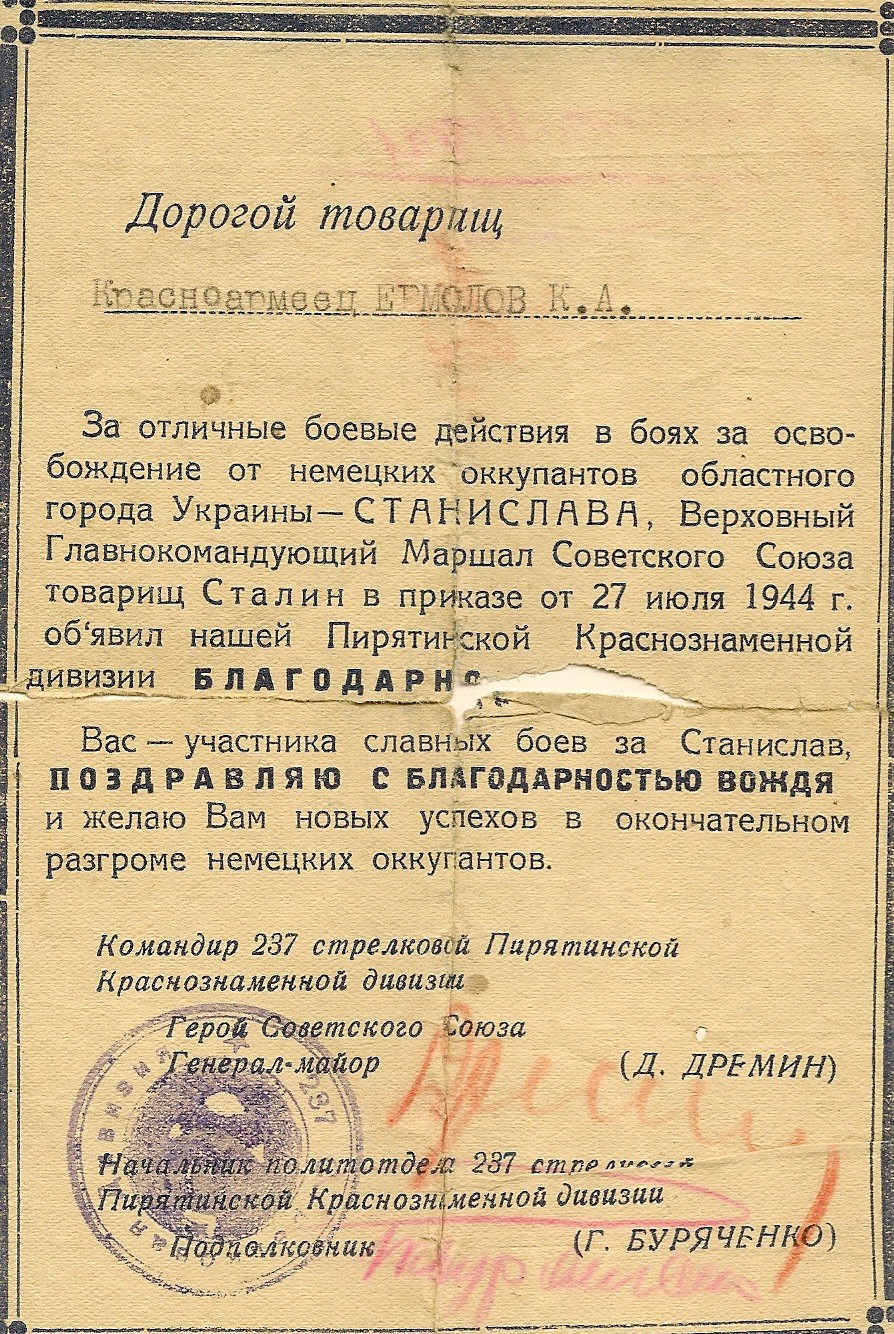 Дорогой товарищ
Красноармеец ЕРМОЛОВ К.А.
За отличные боевые действия в боях за осво-
бождение от немецких оккупантов областного
города Украины—СТАНИСЛАВА, Верховный
Главнокомандующий Маршал Советского Союза
товарищ Сталин в приказе от 27 июля 1944 г.
об'явил нашей Пирятинской Краснознаменной
дивизии БЛАГОДАРНО
Вас — участника славных боев за Станислав,
ПОЗДРАВЛЯЮ С БЛАГОДАРНОСТЬЮ ВОЖДЯ
и желаю Вам новых успехов в окончательном
разгроме немецких оккупантов.
Командир 237 стрелковой Пирятинской
Краснознаменной дивизии
Герой Советского Союза
Генерал-майор (Д. ДРЕМИН)
Начальник политотдела 237 стрелковой
Пирятинской Краснознаменной дивизии
Подполковник (Г. БУРЯЧЕНКО)
дивизия 237